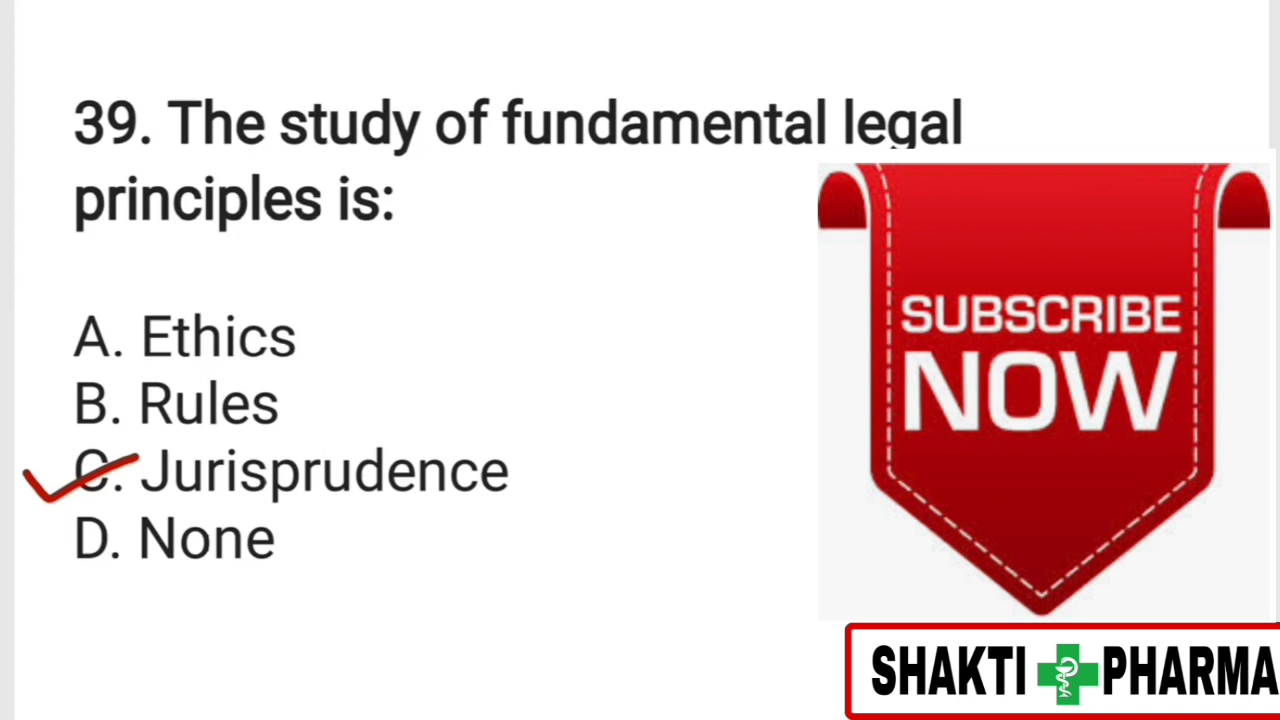 39. The study of fundamental legal
principles is:
A. Ethics
B. Rules
C. Jurisprudence
D. None
SUBSCRIBE
NOW
SHAKTI PHARMA